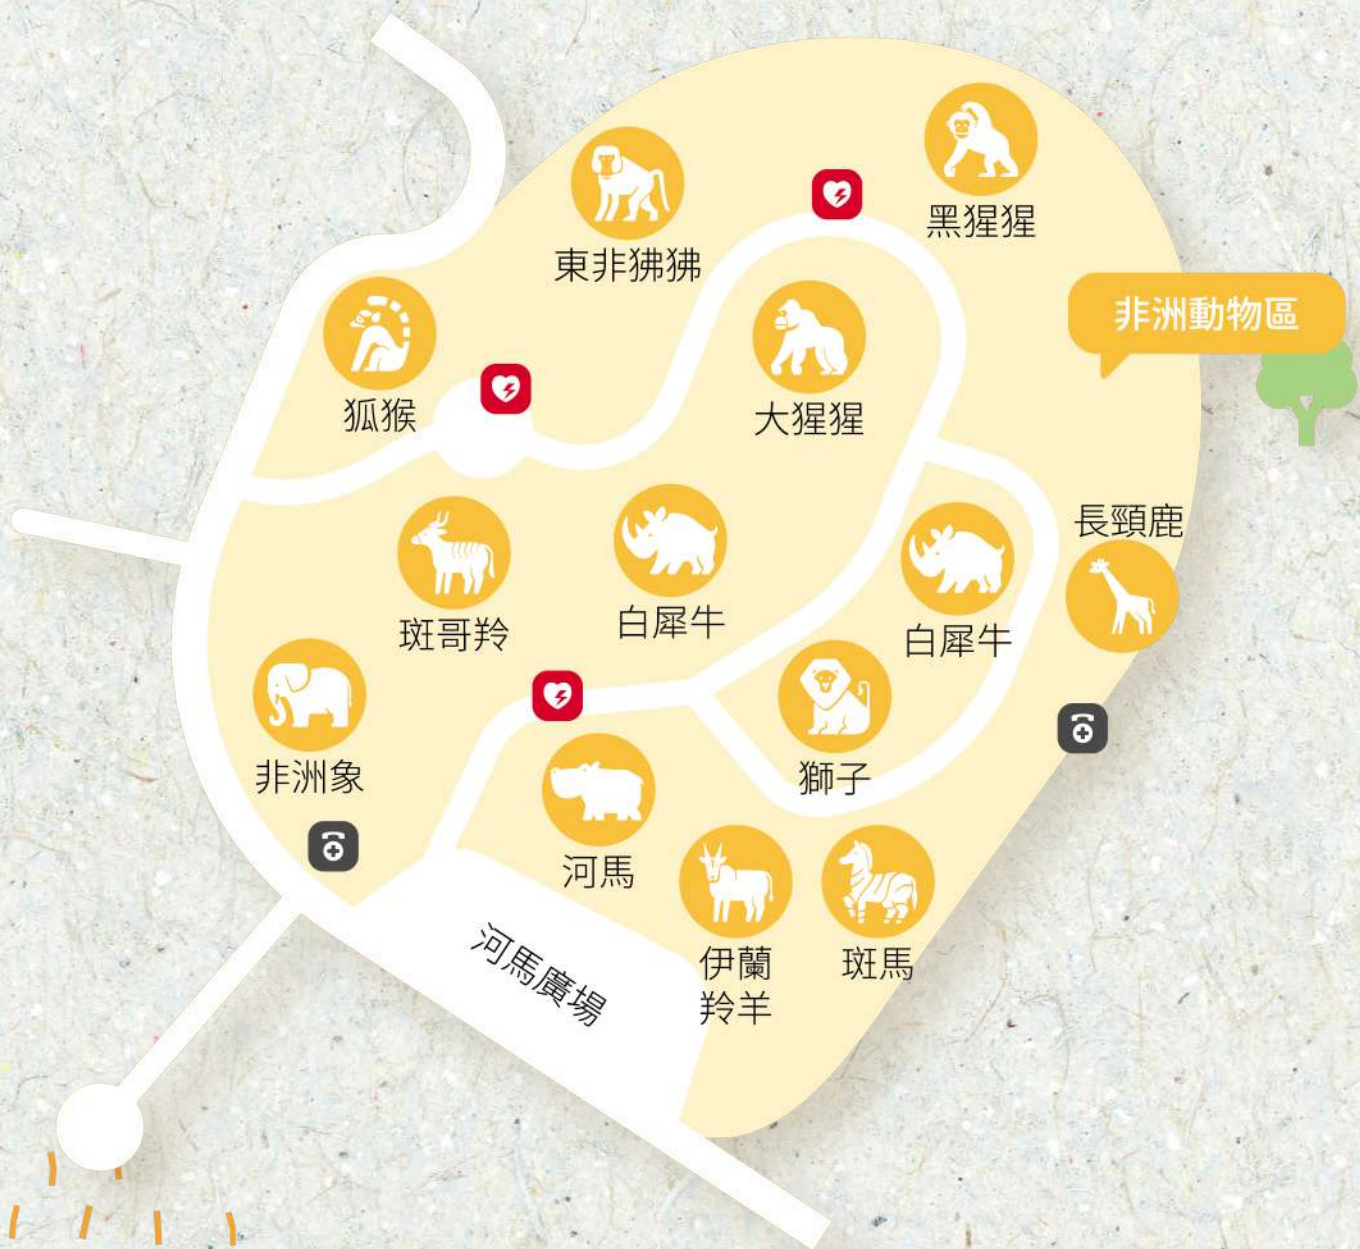 黑猩猩
東非狒狒
非洲動物區
狐猴
大猩猩
長頸鹿
斑哥羚
白犀牛
白犀牛
非洲象
獅子
河馬
河馬廣場
伊蘭
羚羊
斑馬